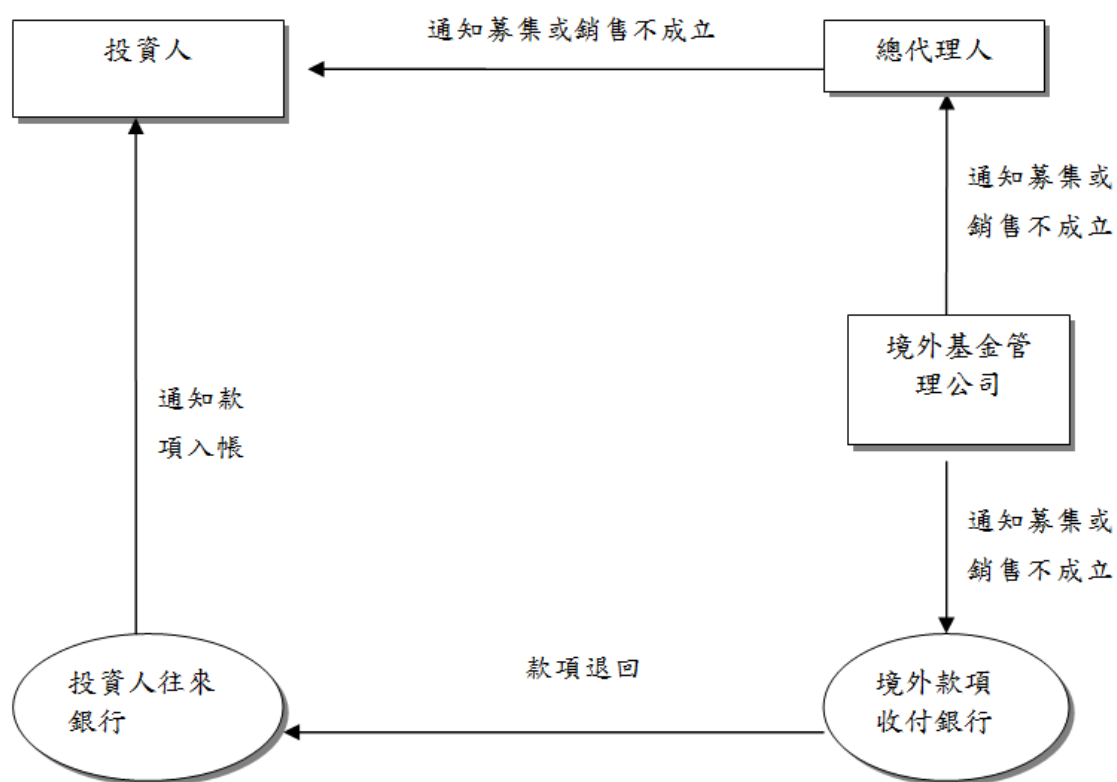 通知募集或銷售不成立
投資人
總代理人
通知募集或
銷售不成立
境外基金管
理公司
通知款
項入帳
通知募集或
銷售不成立
款項退回
投資人往來
銀行
境外款項
收付銀行